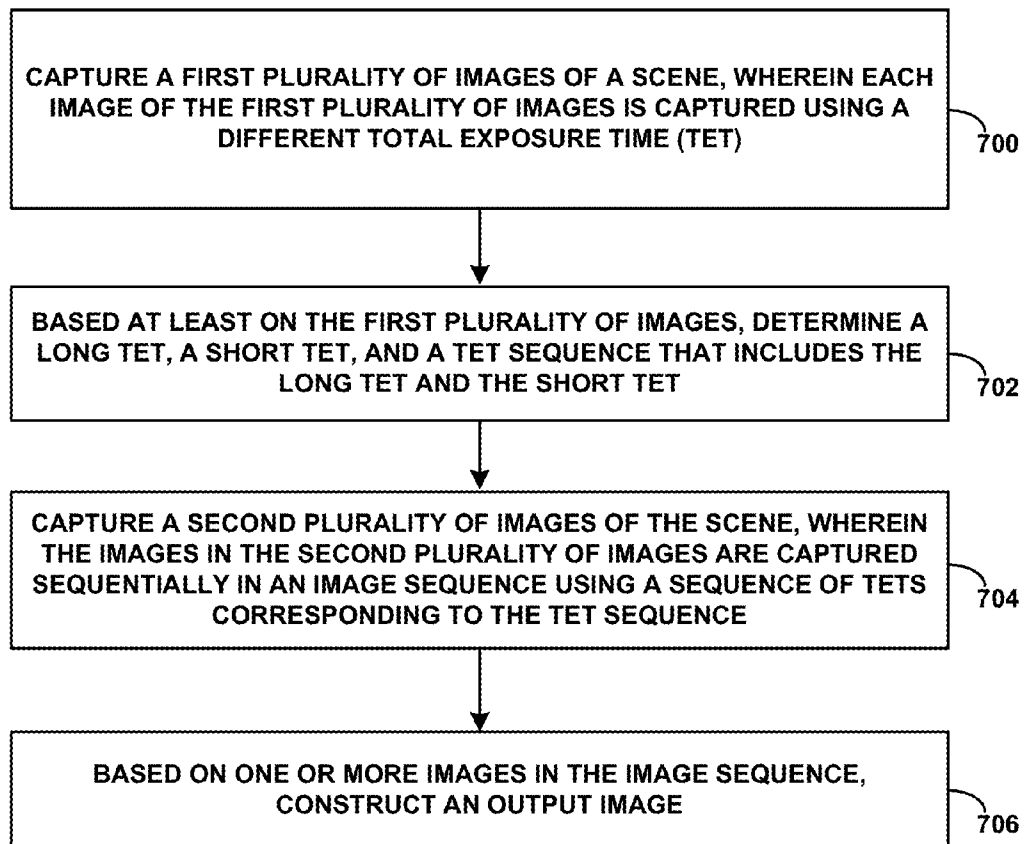 CAPTURE A FIRST PLURALITY OF IMAGES OF A SCENE, WHEREIN EACH
IMAGE OF THE FIRST PLURALITY OF IMAGES IS CAPTURED USING A
DIFFERENT TOTAL EXPOSURE TIME (TET)
700
BASED AT LEAST ON THE FIRST PLURALITY OF IMAGES, DETERMINE A
LONG TET, A SHORT TET, AND A TET SEQUENCE THAT INCLUDES THE
LONG TET AND THE SHORT TET
702
CAPTURE A SECOND PLURALITY OF IMAGES OF THE SCENE, WHEREIN
THE IMAGES IN THE SECOND PLURALITY OF IMAGES ARE CAPTURED
SEQUENTIALLY IN AN IMAGE SEQUENCE USING A SEQUENCE OF TETS
CORRESPONDING TO THE TET SEQUENCE
704
BASED ON ONE OR MORE IMAGES IN THE IMAGE SEQUENCE,
CONSTRUCT AN OUTPUT IMAGE
706